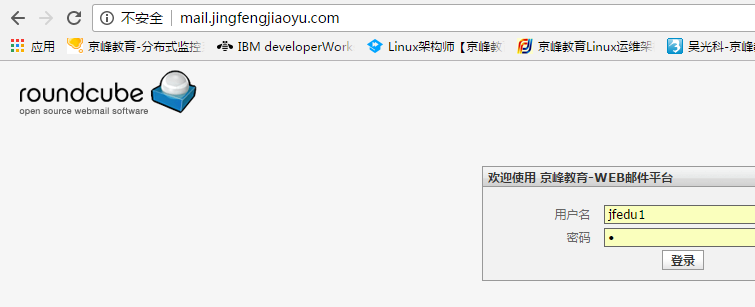 不安全 mail.jingfengjiaoyu.com
应用 京峰教育-分布式监控 IBM developerWork Linux架构师【京峰教 京峰教育Linux运维架 吴光科-京峰
roundcube
open source webmail software
欢迎使用 京峰教育-WEB邮件平台
用户名 jfedu1
密码 •
登录